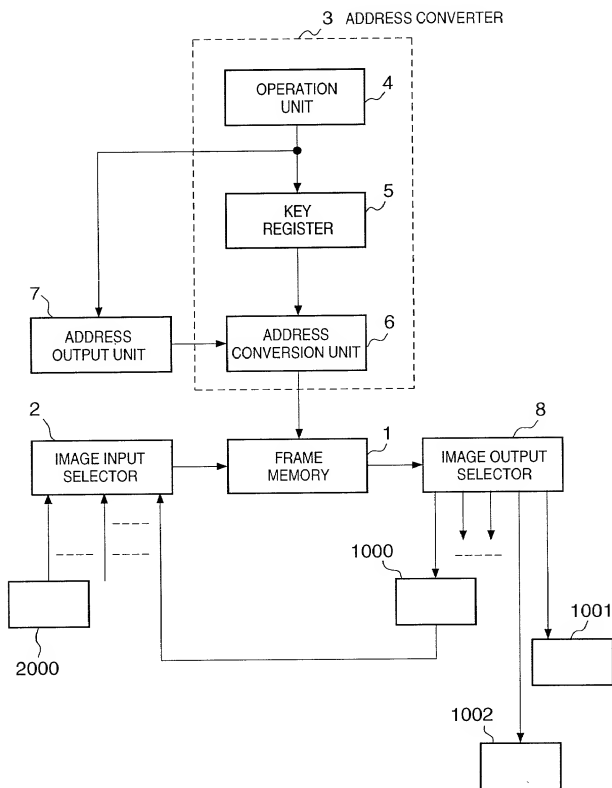 3 ADDRESS CONVERTER
4
OPERATION
UNIT
5
KEY
REGISTER
7
6
ADDRESS
OUTPUT UNIT
ADDRESS
CONVERSION UNIT
2
1
8
IMAGE INPUT
SELECTOR
FRAME
MEMORY
IMAGE OUTPUT
SELECTOR
1000
1001
2000
1002